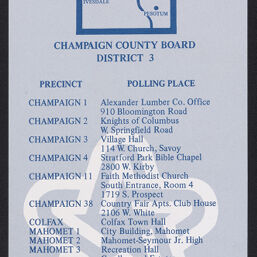 IVESDALE
PESOTUM
CHAMPAIGN COUNTY BOARD
DISTRICT 3
PRECINCT POLLING PLACE
CHAMPAIGN 1 Alexander Lumber Co. Office
910 Bloomington Road
CHAMPAIGN 2 Knights of Columbus
W. Springfield Road
CHAMPAIGN 3 Village Hall
114 W. Church, Savoy
CHAMPAIGN 4 Stratford Park Bible Chapel
2800 W. Kirby
CHAMPAIGN 11 Faith Methodist Church
South Entrance, Room 4
1719 S. Prospect
CHAMPAIGN 38 Country Fair Apts. Club House
2106 W. White
COLFAX Colfax Town Hall
MAHOMET 1 City Building, Mahomet
MAHOMET 2 Mahomet-Seymour Jr. High
MAHOMET 3 Recreation Hall